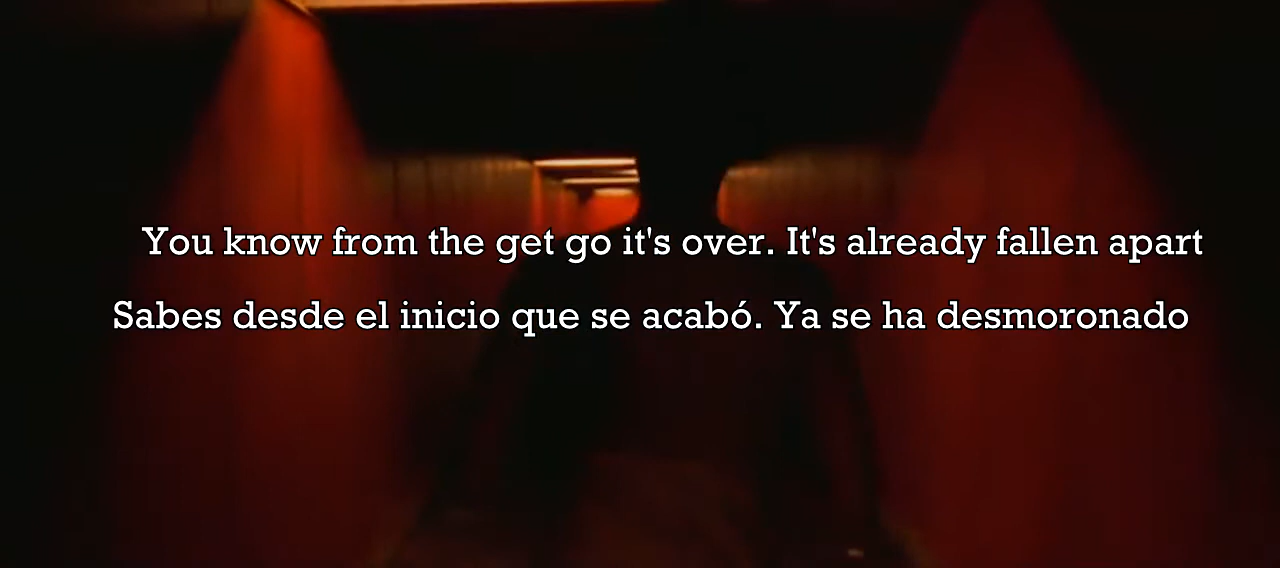 You know from the get go it's over. It's already fallen apart
Sabes desde el inicio que se acabó. Ya se ha desmoronado